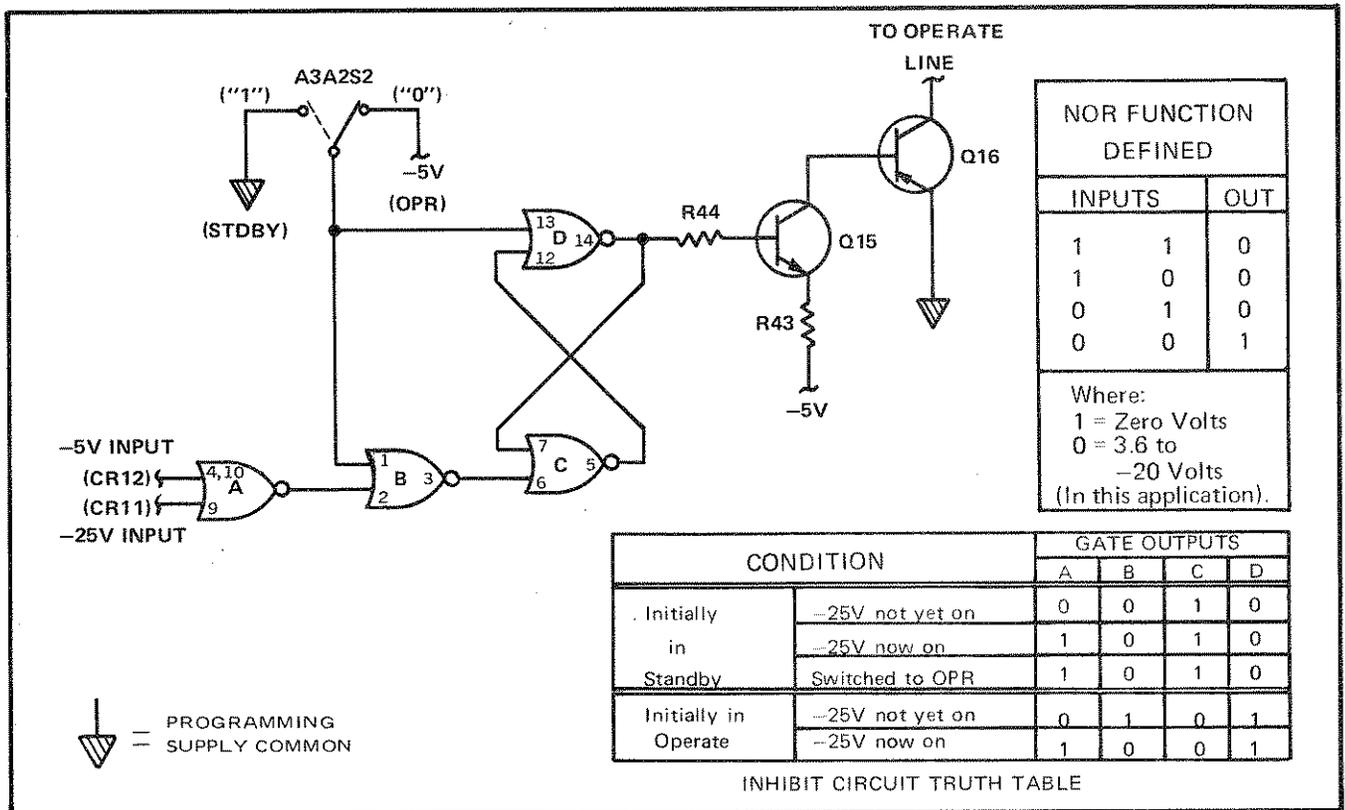 TO OPERATE
LINE
A3A2S2
("1")
("0")
−5V
(STDBY)
(OPR)
13
D
14
12
R44
Q15
Q16
R43
−5V
−5V INPUT
(CR12)
(CR11)
−25V INPUT
4,10
A
9
1
B
3
2
7
C
5
6
NOR FUNCTION
DEFINED
INPUTS OUT
1 1 0
1 0 0
0 1 0
0 0 1
Where:
1 = Zero Volts
0 = 3.6 to
−20 Volts
(In this application).
CONDITION GATE OUTPUTS
A B C D
Initially in Standby
−25V not yet on 0 0 1 0
−25V now on 1 0 1 0
Switched to OPR 1 0 1 0
Initially in Operate
−25V not yet on 0 1 0 1
−25V now on 1 0 0 1
INHIBIT CIRCUIT TRUTH TABLE
= PROGRAMMING
SUPPLY COMMON